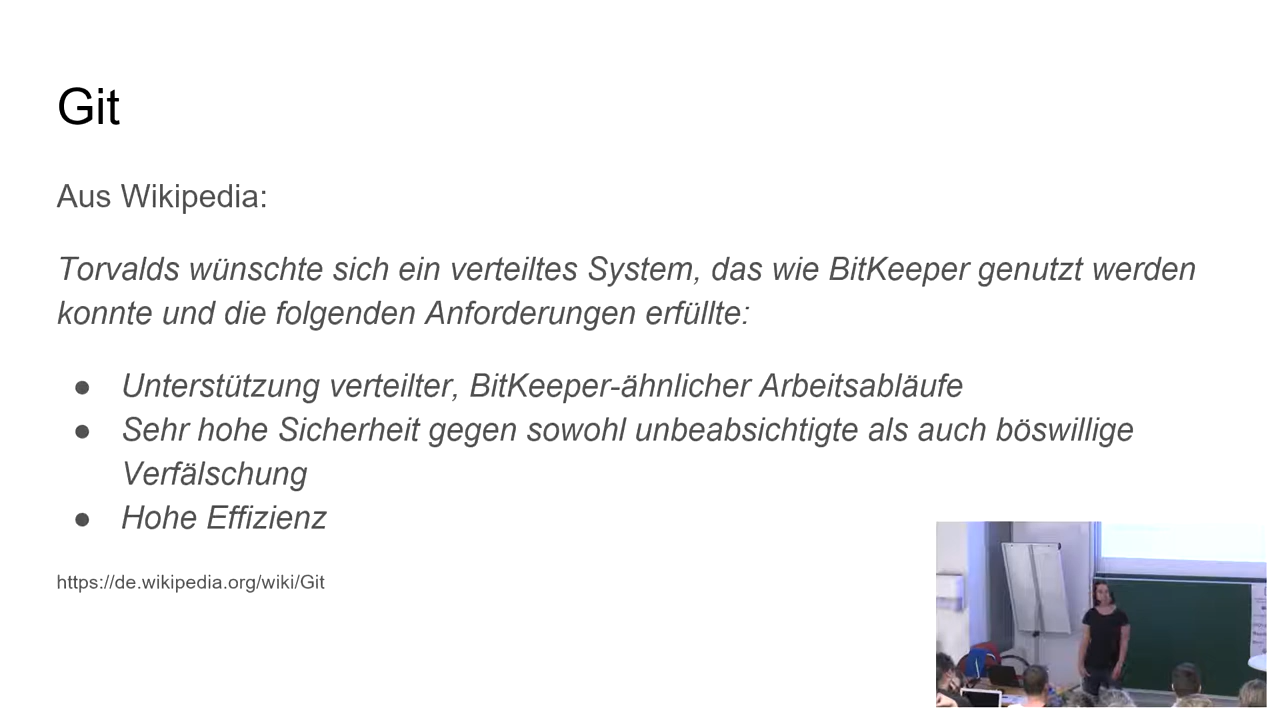 Git
Aus Wikipedia:
Torvalds wünschte sich ein verteiltes System, das wie BitKeeper genutzt werden
konnte und die folgenden Anforderungen erfüllte:
● Unterstützung verteilter, BitKeeper-ähnlicher Arbeitsabläufe
● Sehr hohe Sicherheit gegen sowohl unbeabsichtigte als auch böswillige
Verfälschung
● Hohe Effizienz
https://de.wikipedia.org/wiki/Git